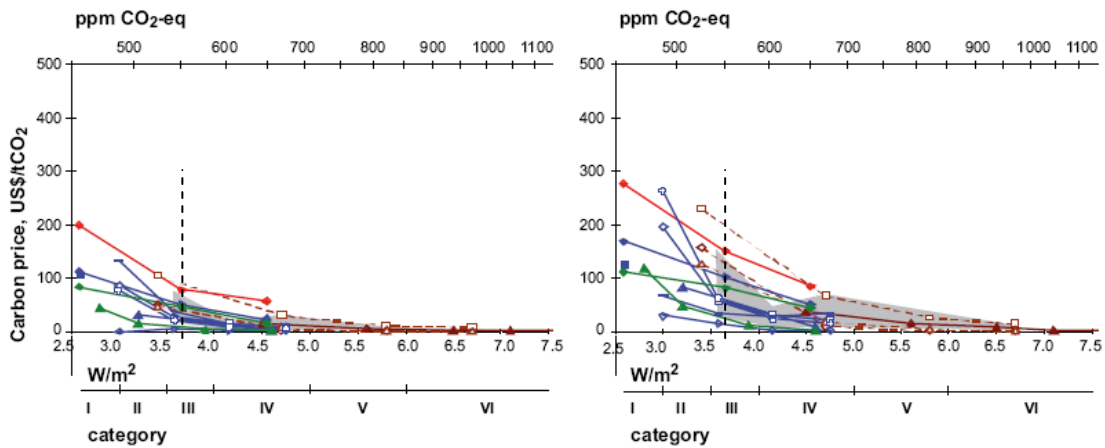 ppm CO₂-eq
500 600 700 800 900 1000 1100
Carbon price, US$/tCO₂
500
400
300
200
100
0
2.5 3.0 3.5 4.0 4.5 5.0 5.5 6.0 6.5 7.0 7.5
W/m²
I II III IV V VI
category
ppm CO₂-eq
500 600 700 800 900 1000 1100
500
400
300
200
100
0
2.5 3.0 3.5 4.0 4.5 5.0 5.5 6.0 6.5 7.0 7.5
W/m²
I II III IV V VI
category